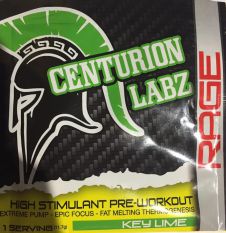 CENTURION
LABZ
RAGE
HIGH STIMULANT PRE-WORKOUT
EXTREME PUMP - EPIC FOCUS - FAT MELTING THERMOGENESIS
1 SERVING
KEY LIME